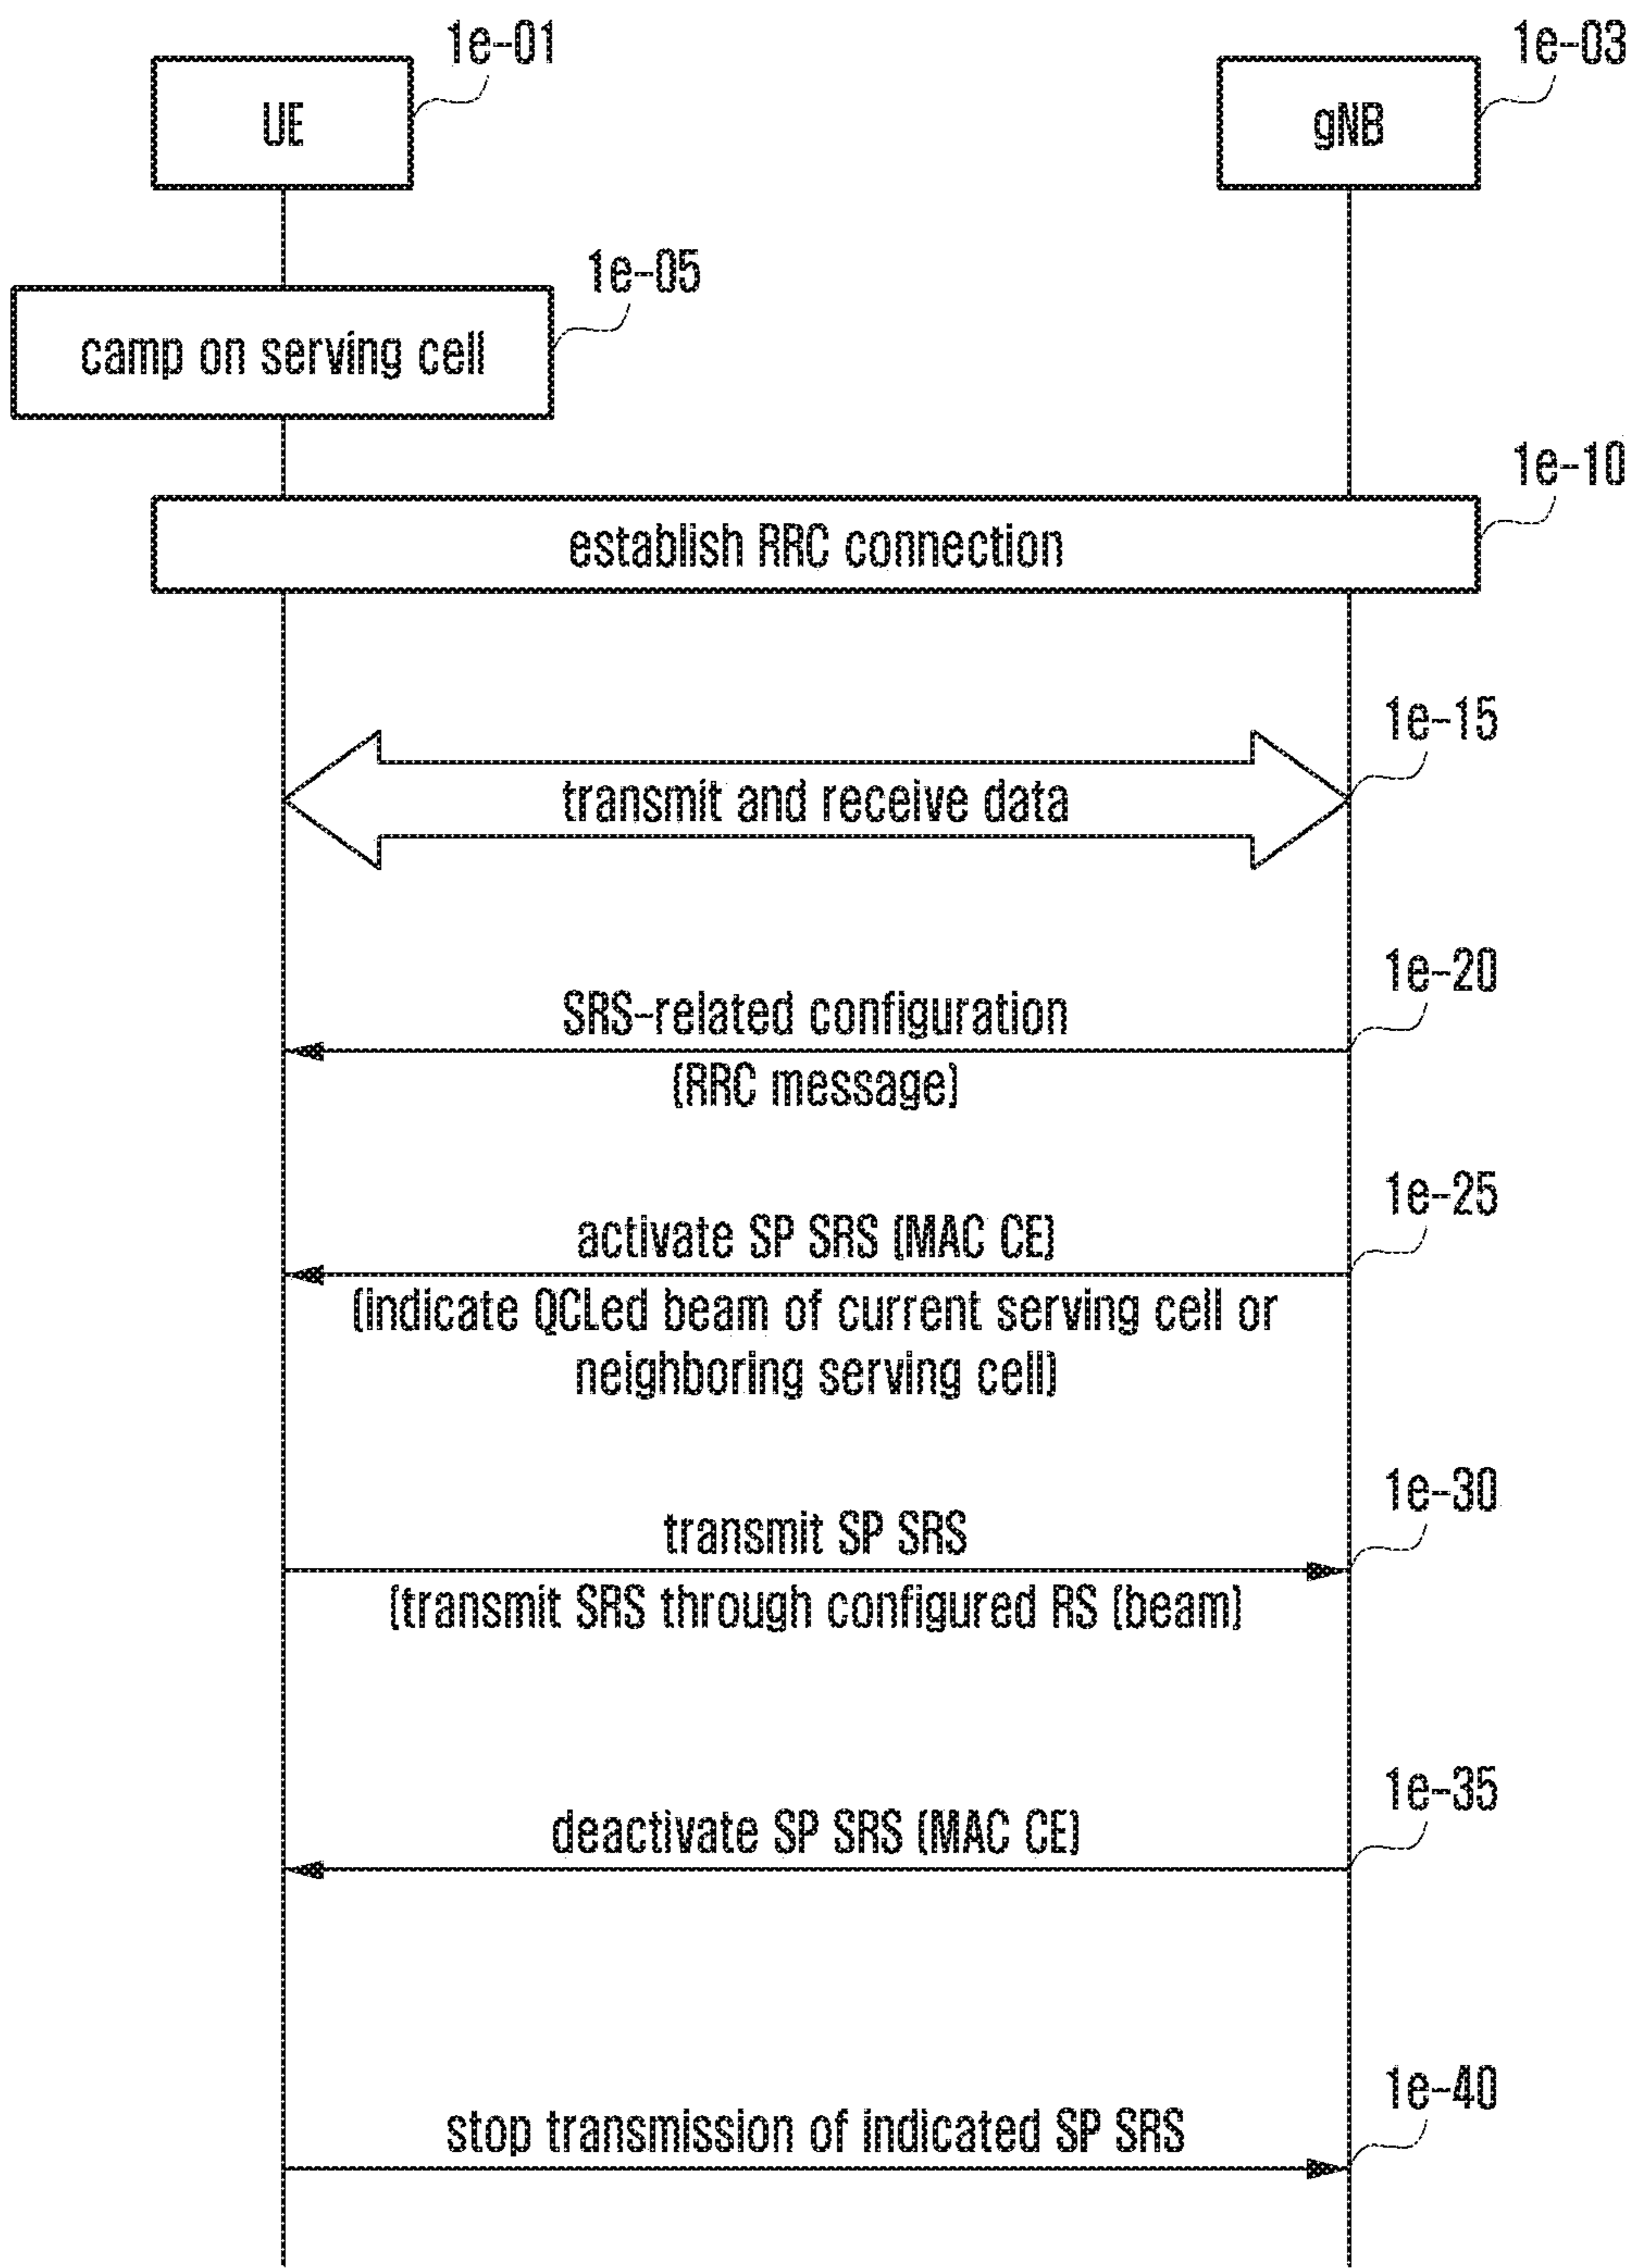 1e-01
1e-03
UE
gNB
1e-05
camp on serving cell
1e-10
establish RRC connection
1e-15
transmit and receive data
1e-20
SRS-related configuration
(RRC message)
1e-25
activate SP SRS (MAC CE)
(indicate QCLed beam of current serving cell or
neighboring serving cell)
1e-30
transmit SP SRS
(transmit SRS through configured RS (beam)
1e-35
deactivate SP SRS (MAC CE)
1e-40
stop transmission of indicated SP SRS